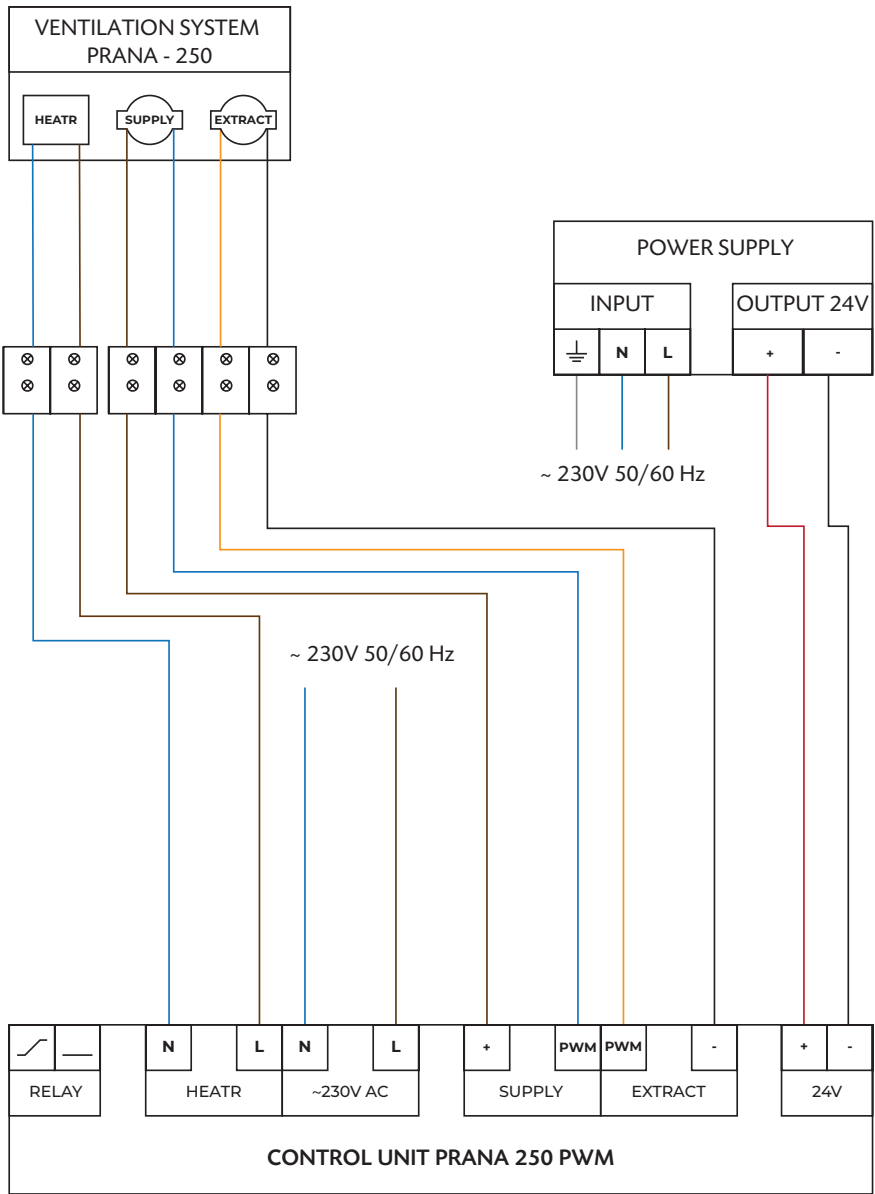 VENTILATION SYSTEM
PRANA - 250
HEATR
SUPPLY
EXTRACT
POWER SUPPLY
INPUT
OUTPUT 24V
N
L
+
-
~ 230V 50/60 Hz
~ 230V 50/60 Hz
N
L
N
L
+
PWM
PWM
-
+
-
RELAY
HEATR
~230V AC
SUPPLY
EXTRACT
24V
CONTROL UNIT PRANA 250 PWM